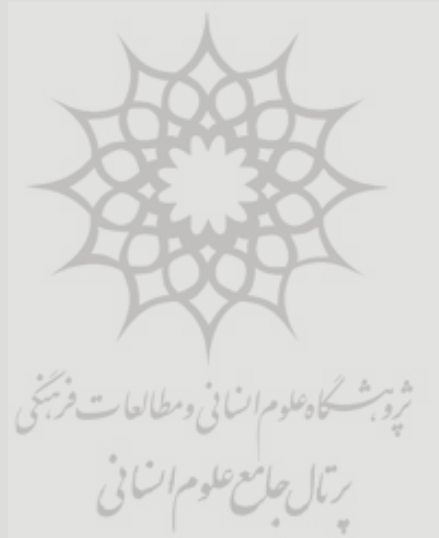 پژوهشگاه علوم انسانی و مطالعات فرهنگی
پرتال جامع علوم انسانی